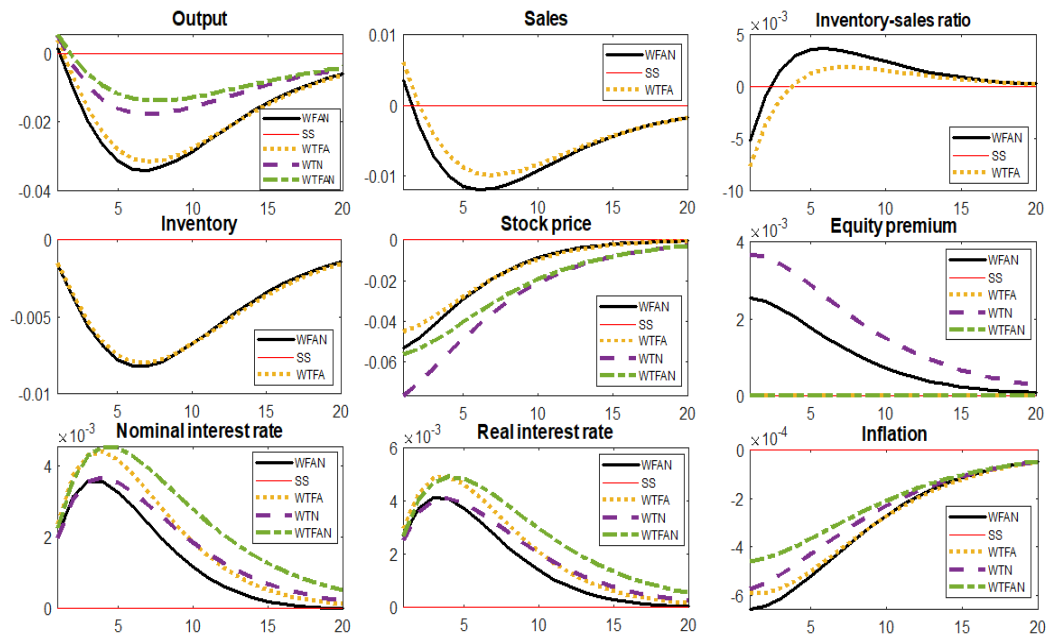 Output
0
-0.02
-0.04
5
10
15
20
WFAN
SS
WTFA
WTN
WTFAN
Sales
0.01
0
-0.01
5
10
15
20
WFAN
SS
WTFA
Inventory-sales ratio
×10⁻³
5
0
-5
-10
5
10
15
20
WFAN
SS
WTFA
Inventory
0
-0.005
-0.01
5
10
15
20
WFAN
SS
WTFA
Stock price
0
-0.02
-0.04
-0.06
5
10
15
20
WFAN
SS
WTFA
WTN
WTFAN
Equity premium
×10⁻³
4
2
0
5
10
15
20
WFAN
SS
WTFA
WTN
WTFAN
Nominal interest rate
×10⁻³
4
2
0
5
10
15
20
WFAN
SS
WTFA
WTN
WTFAN
Real interest rate
×10⁻³
6
4
2
0
5
10
15
20
WFAN
SS
WTFA
WTN
WTFAN
Inflation
×10⁻⁴
0
-2
-4
-6
5
10
15
20
WFAN
SS
WTFA
WTN
WTFAN